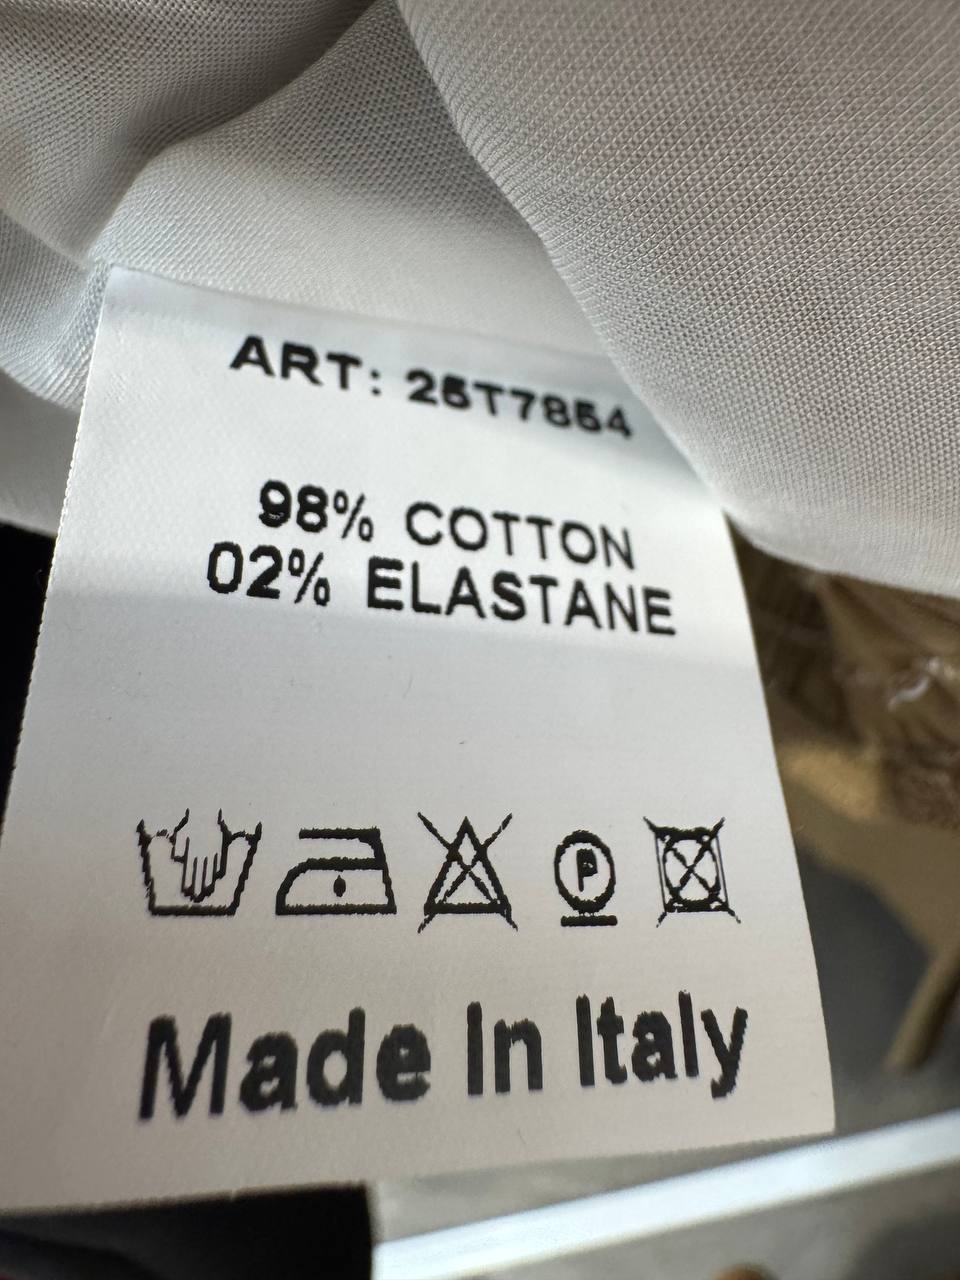 ART: 25T7854
98% COTTON
02% ELASTANE
P
Made In Italy